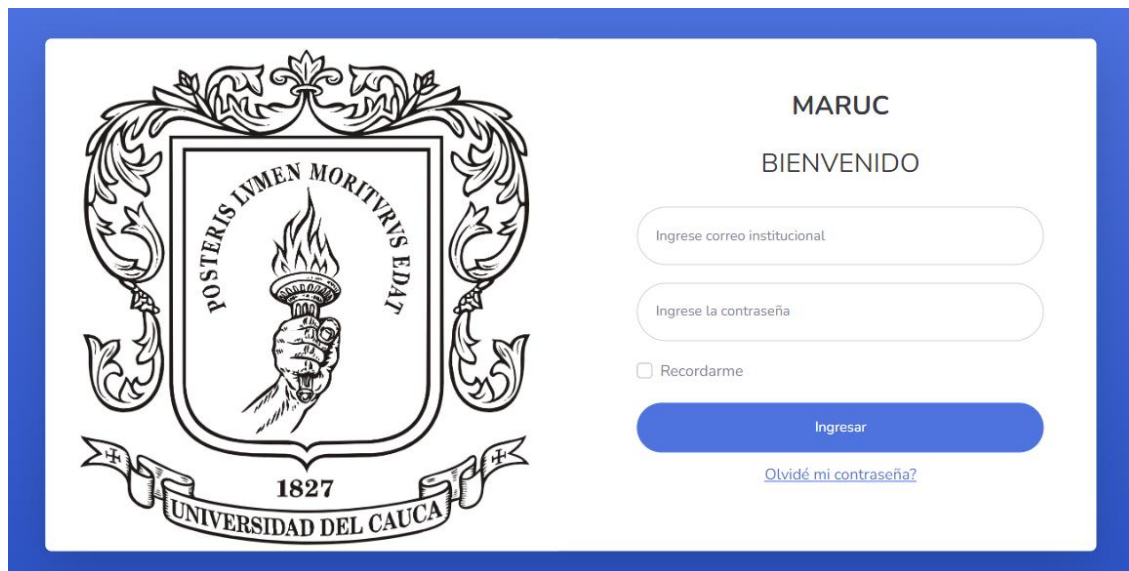 POSTERIS LVMEN MORITVRVS EDAT
1827
UNIVERSIDAD DEL CAUCA
MARUC
BIENVENIDO
Ingrese correo institucional
Ingrese la contraseña
Recordarme
Ingresar
Olvidé mi contraseña?